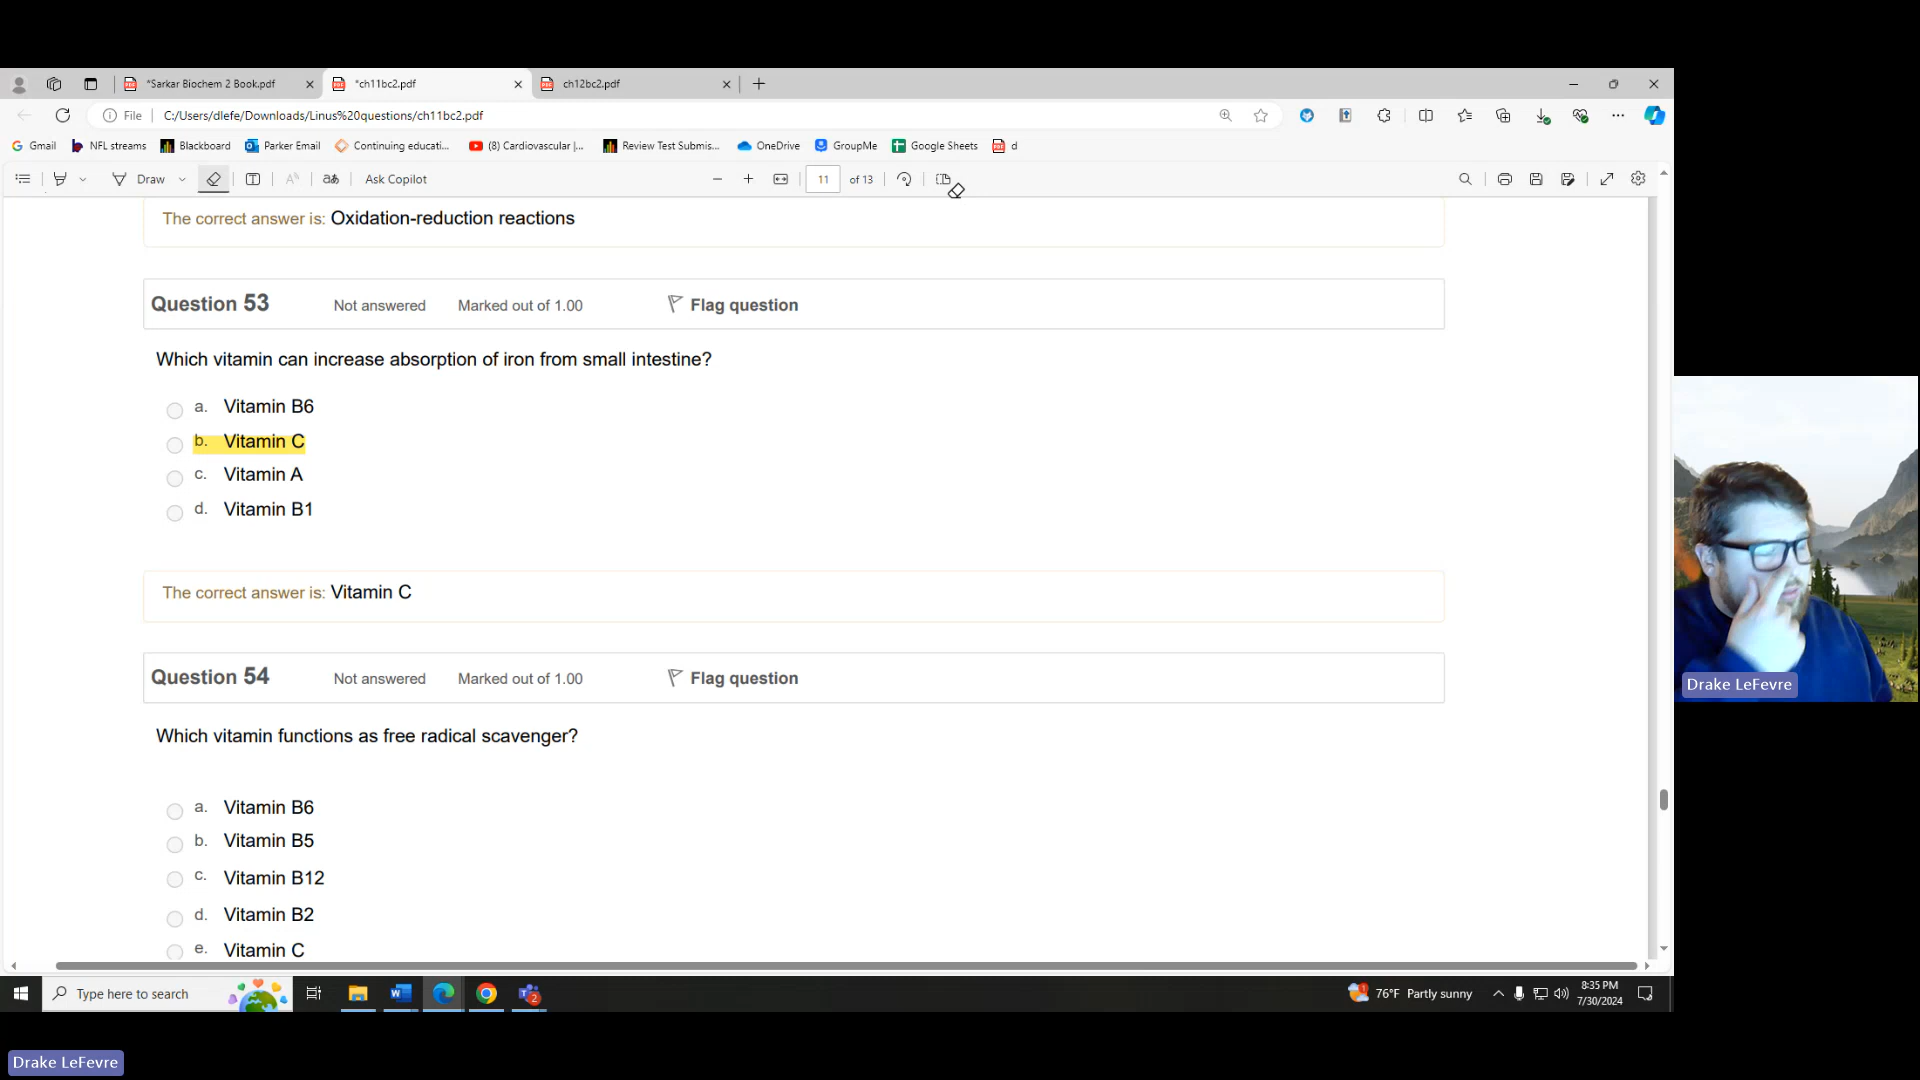 *Sarkar Biochem 2 Book.pdf
*ch11bc2.pdf
ch12bc2.pdf
File
C:/Users/dlefe/Downloads/Linus%20questions/ch11bc2.pdf
Gmail
NFL streams
Blackboard
Parker Email
Continuing educati...
(8) Cardiovascular |...
Review Test Submis...
OneDrive
GroupMe
Google Sheets
d
Draw
Ask Copilot
11
of 13
The correct answer is: Oxidation-reduction reactions
Question 53 Not answered Marked out of 1.00 Flag question
Which vitamin can increase absorption of iron from small intestine?
a. Vitamin B6
b. Vitamin C
c. Vitamin A
d. Vitamin B1
The correct answer is: Vitamin C
Question 54 Not answered Marked out of 1.00 Flag question
Which vitamin functions as free radical scavenger?
a. Vitamin B6
b. Vitamin B5
c. Vitamin B12
d. Vitamin B2
e. Vitamin C
Drake LeFevre
Type here to search
76°F Partly sunny
8:35 PM
7/30/2024
Drake LeFevre